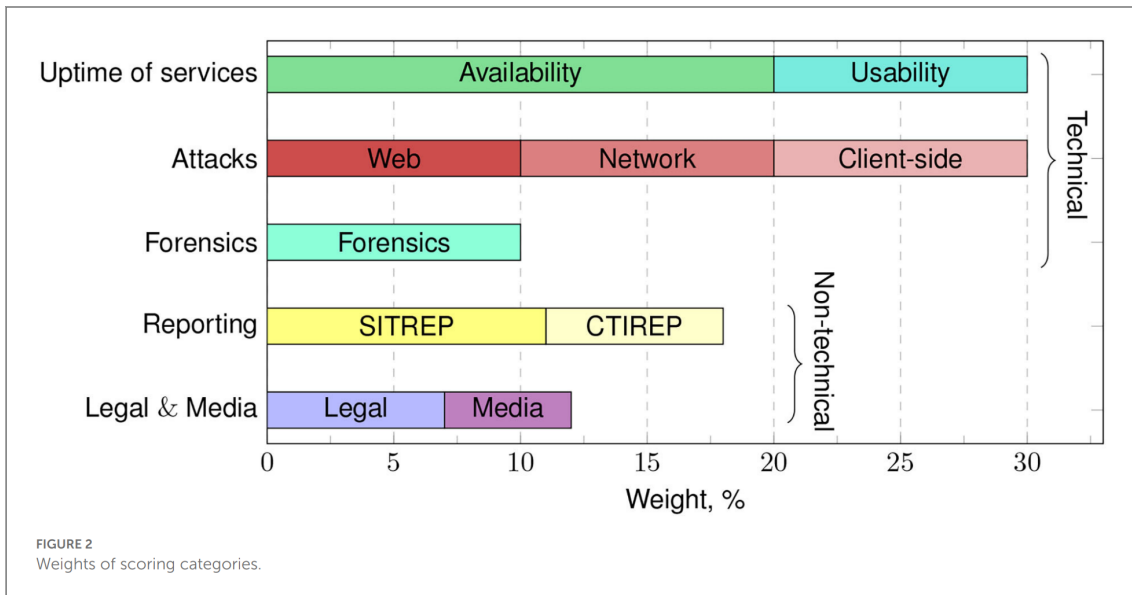 Uptime of services
Availability
Usability
Attacks
Web
Network
Client-side
Forensics
Forensics
Reporting
SITREP
CTIREP
Legal & Media
Legal
Media
Technical
Non-technical
0 5 10 15 20 25 30
Weight, %
FIGURE 2
Weights of scoring categories.